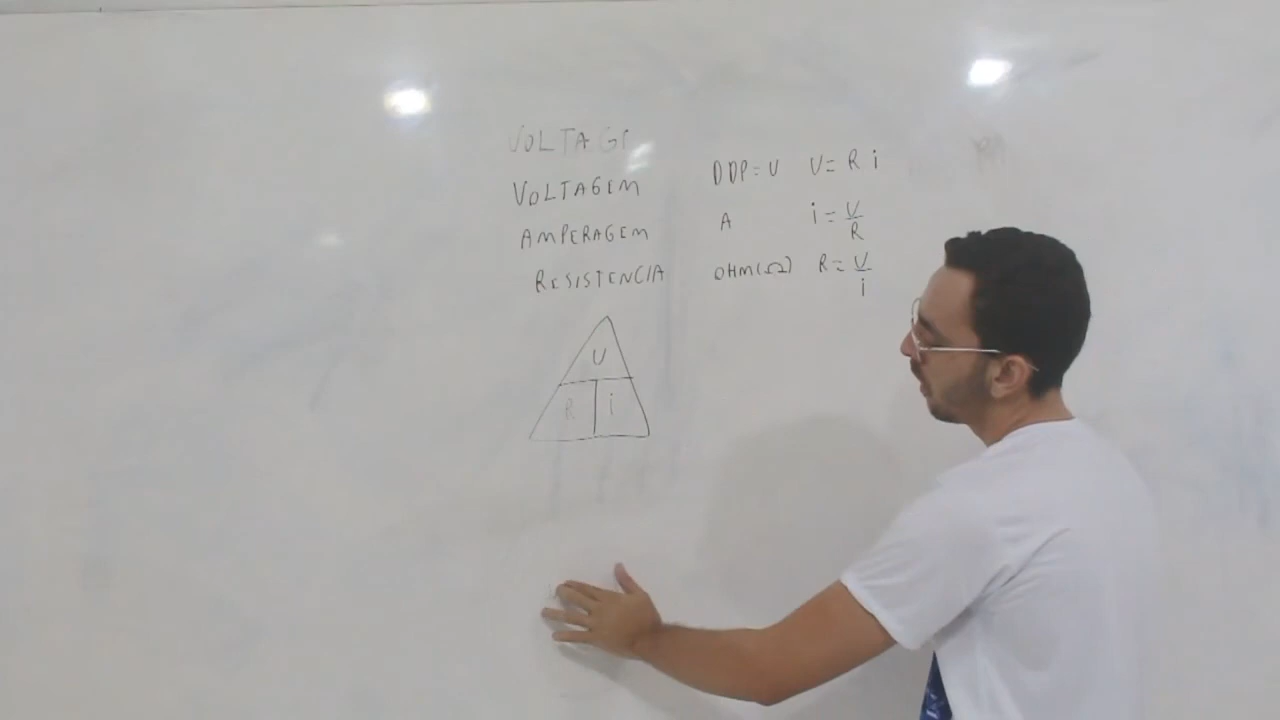 VOLTAGE
VOLTAGEM DDP=U U= R i
AMPERAGEM A i = U/R
RESISTENCIA OHM(Ω) R= U/i
U
R i